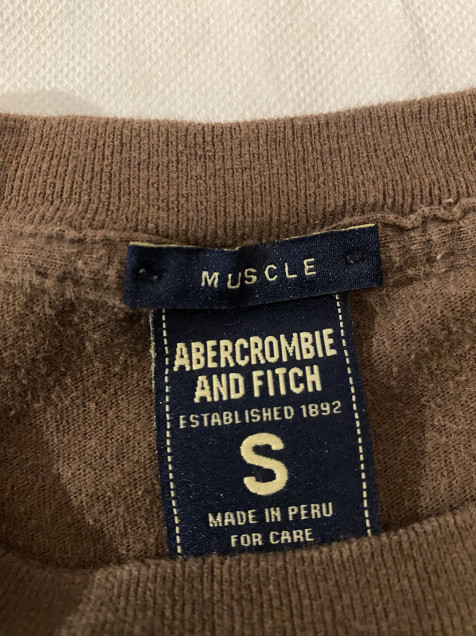 MUSCLE
ABERCROMBIE
AND FITCH
ESTABLISHED 1892
S
MADE IN PERU
FOR CARE